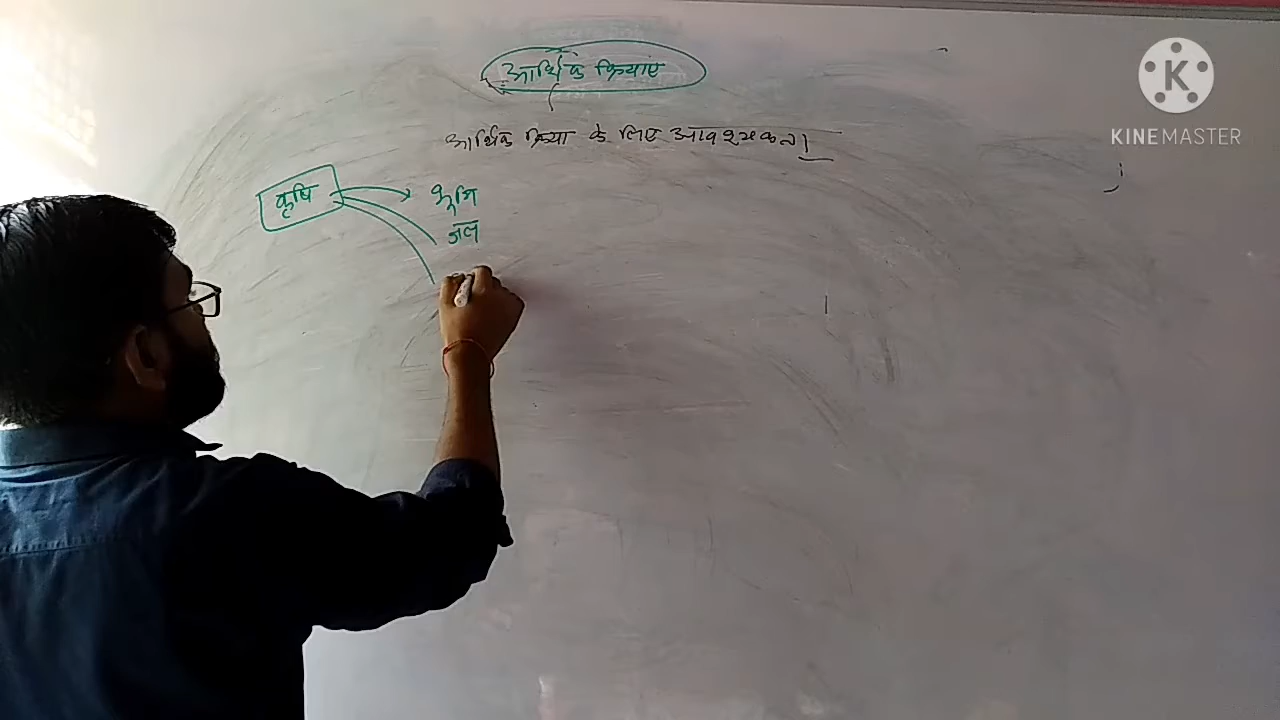 आर्थिक क्रियाएं
आर्थिक क्रिया के लिए आवश्यकता
कृषि
भूमि
जल
KINEMASTER